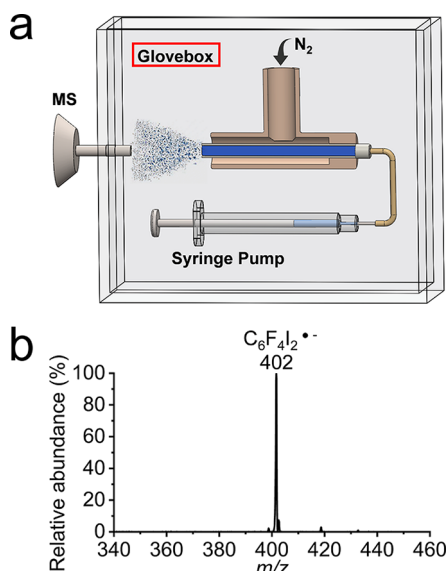 a
N₂
Glovebox
MS
Syringe Pump
b
C₆F₄I₂•-
402
Relative abundance (%)
100
80
60
40
20
0
340 360 380 400 420 440 460
m/z